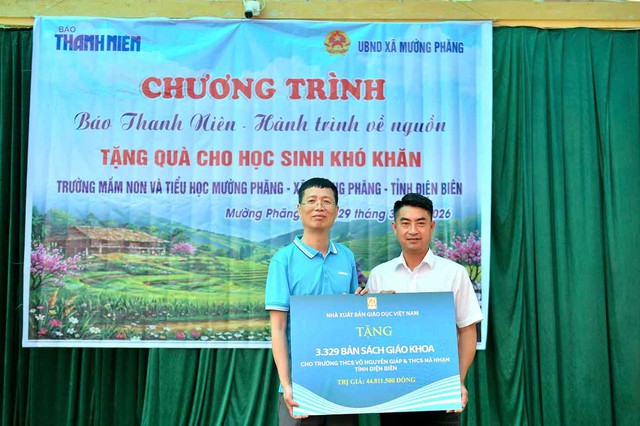 BÁO
THANH NIÊN
UBND XÃ MƯỜNG PHĂNG
CHƯƠNG TRÌNH
Báo Thanh Niên - Hành trình về nguồn
TẶNG QUÀ CHO HỌC SINH KHÓ KHĂN
TRƯỜNG MẦM NON VÀ TIỂU HỌC MƯỜNG PHĂNG - XÃ PHĂNG - TỈNH ĐIỆN BIÊN
Mường Phăng 29 tháng 2026
NHÀ XUẤT BẢN GIÁO DỤC VIỆT NAM
TẶNG
3.329 BẢN SÁCH GIÁO KHOA
CHO TRƯỜNG THCS VÕ NGUYÊN GIÁP & THCS NÀ NHẠN
TỈNH ĐIỆN BIÊN
TRỊ GIÁ: 44.811.500 ĐỒNG